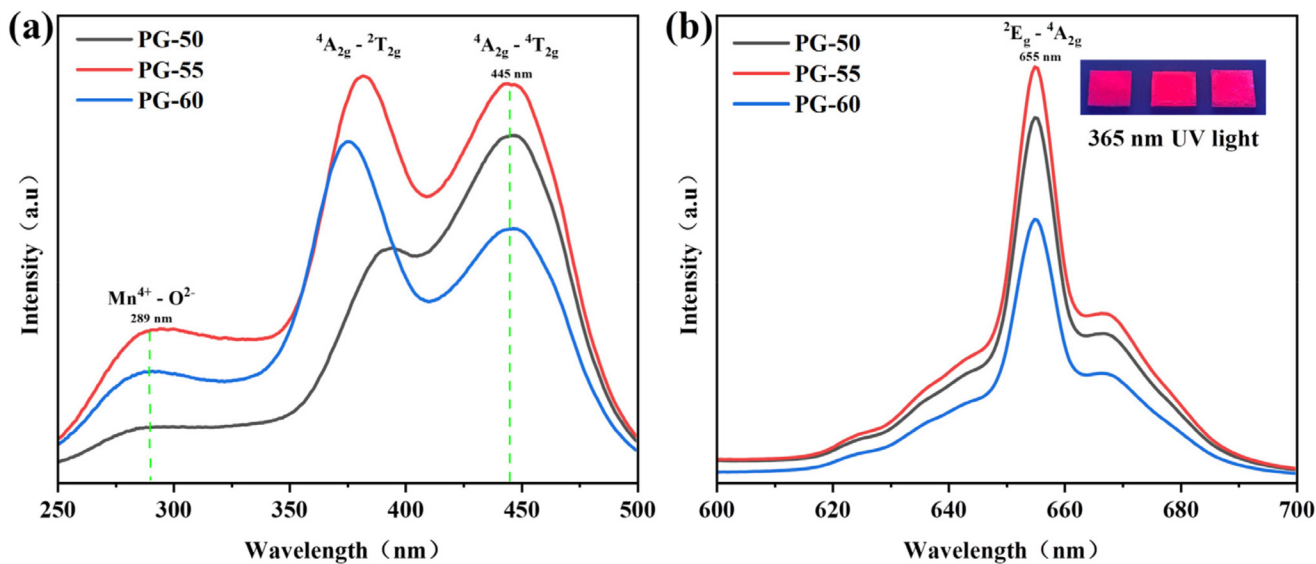 (a)
PG-50
PG-55
PG-60
⁴A₂g - ²T₂g
⁴A₂g - ⁴T₂g
445 nm
Mn⁴⁺ - O²⁻
289 nm
Intensity（a.u）
250 300 350 400 450 500
Wavelength（nm）
(b)
PG-50
PG-55
PG-60
²Eg - ⁴A₂g
655 nm
365 nm UV light
Intensity（a.u）
600 620 640 660 680 700
Wavelength（nm）